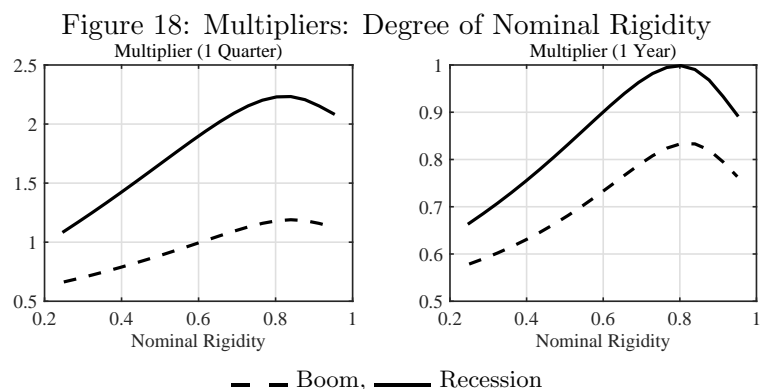 Figure 18: Multipliers: Degree of Nominal Rigidity
Multiplier (1 Quarter)
2.5
2
1.5
1
0.5
0.2 0.4 0.6 0.8 1
Nominal Rigidity
Multiplier (1 Year)
1
0.9
0.8
0.7
0.6
0.5
0.2 0.4 0.6 0.8 1
Nominal Rigidity
Boom, Recession